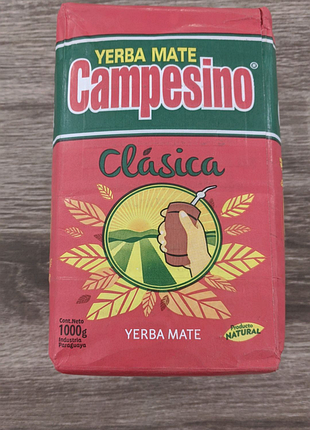 YERBA MATE
Campesino®
Clásica
Cont. Neto
1000g
Industria
Paraguaya
YERBA MATE
Producto
NATURAL